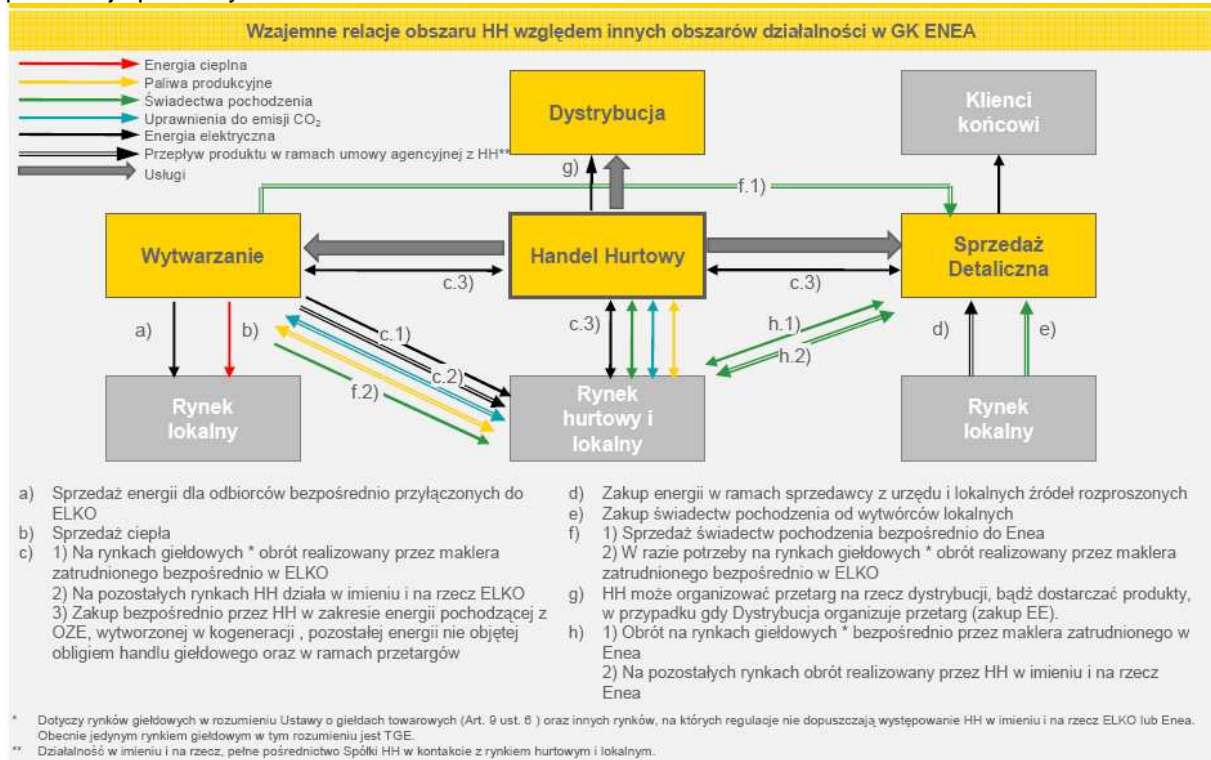 Wzajemne relacje obszaru HH względem innych obszarów działalności w GK ENEA
Energia cieplna
Paliwa produkcyjne
Świadectwa pochodzenia
Uprawnienia do emisji CO₂
Energia elektryczna
Przepływ produktu w ramach umowy agencyjnej z HH**
Usługi
Dystrybucja
Klienci
końcowi
g)
f.1)
Wytwarzanie
Handel Hurtowy
Sprzedaż
Detaliczna
c.3)
c.3)
a)
b)
c.1)
c.2)
f.2)
c.3)
h.1)
h.2)
d)
e)
Rynek
lokalny
Rynek
hurtowy i
lokalny
Rynek
lokalny
a) Sprzedaż energii dla odbiorców bezpośrednio przyłączonych do
ELKO
b) Sprzedaż ciepła
c) 1) Na rynkach giełdowych * obrót realizowany przez maklera
zatrudnionego bezpośrednio w ELKO
2) Na pozostałych rynkach HH działa w imieniu i na rzecz ELKO
3) Zakup bezpośrednio przez HH w zakresie energii pochodzącej z
OZE, wytworzonej w kogeneracji , pozostałej energii nie objętej
obligiem handlu giełdowego oraz w ramach przetargów
d) Zakup energii w ramach sprzedawcy z urzędu i lokalnych źródeł rozproszonych
e) Zakup świadectw pochodzenia od wytwórców lokalnych
f) 1) Sprzedaż świadectw pochodzenia bezpośrednio do Enea
2) W razie potrzeby na rynkach giełdowych * obrót realizowany przez maklera
zatrudnionego bezpośrednio w ELKO
g) HH może organizować przetarg na rzecz dystrybucji, bądź dostarczać produkty,
w przypadku gdy Dystrybucja organizuje przetarg (zakup EE).
h) 1) Obrót na rynkach giełdowych * bezpośrednio przez maklera zatrudnionego w
Enea
2) Na pozostałych rynkach obrót realizowany przez HH w imieniu i na rzecz
Enea
* Dotyczy rynków giełdowych w rozumieniu Ustawy o giełdach towarowych (Art. 9 ust. 6 ) oraz innych rynków, na których regulacje nie dopuszczają występowanie HH w imieniu i na rzecz ELKO lub Enea.
Obecnie jedynym rynkiem giełdowym w tym rozumieniu jest TGE.
** Działalność w imieniu i na rzecz, pełne pośrednictwo Spółki HH w kontakcie z rynkiem hurtowym i lokalnym.